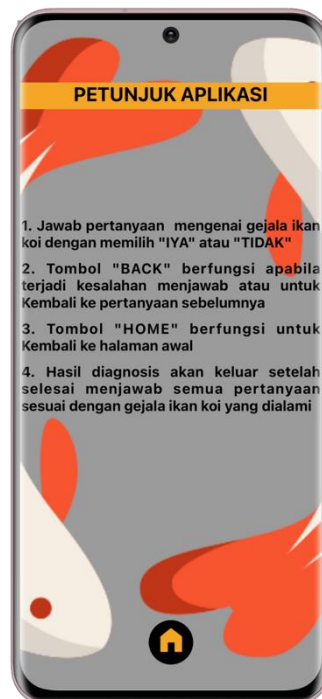 PETUNJUK APLIKASI
1. Jawab pertanyaan mengenai gejala ikan
koi dengan memilih "IYA" atau "TIDAK"
2. Tombol "BACK" berfungsi apabila
terjadi kesalahan menjawab atau untuk
Kembali ke pertanyaan sebelumnya
3. Tombol "HOME" berfungsi untuk
Kembali ke halaman awal
4. Hasil diagnosis akan keluar setelah
selesai menjawab semua pertanyaan
sesuai dengan gejala ikan koi yang dialami